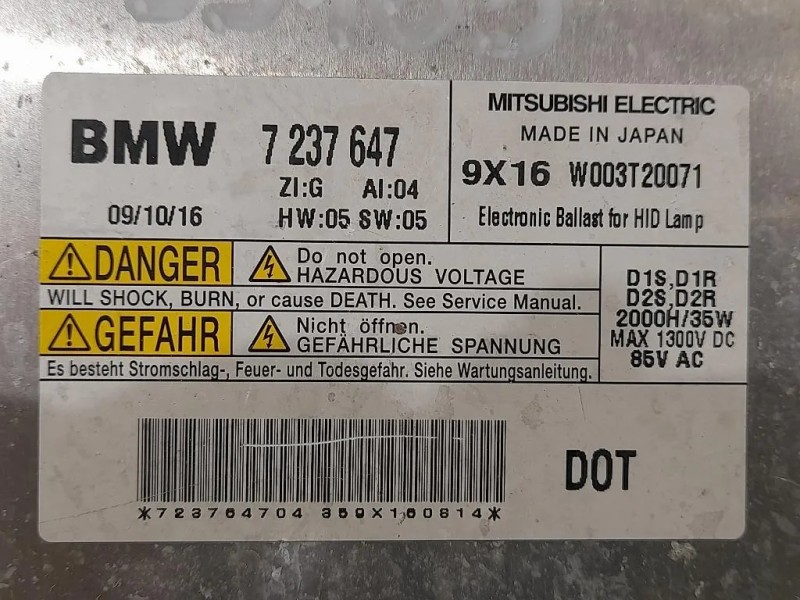 BMW 7 237 647
ZI:G AI:04
09/10/16 HW:05 SW:05
MITSUBISHI ELECTRIC
MADE IN JAPAN
9X16 W003T20071
Electronic Ballast for HID Lamp
DANGER
Do not open.
HAZARDOUS VOLTAGE
WILL SHOCK, BURN, or cause DEATH. See Service Manual.
GEFAHR
Nicht öffnen.
GEFÄHRLICHE SPANNUNG
Es besteht Stromschlag-, Feuer- und Todesgefahr. Siehe Wartungsanleitung.
D1S,D1R
D2S,D2R
2000H/35W
MAX 1300V DC
85V AC
DOT
*723764704 359X160814*